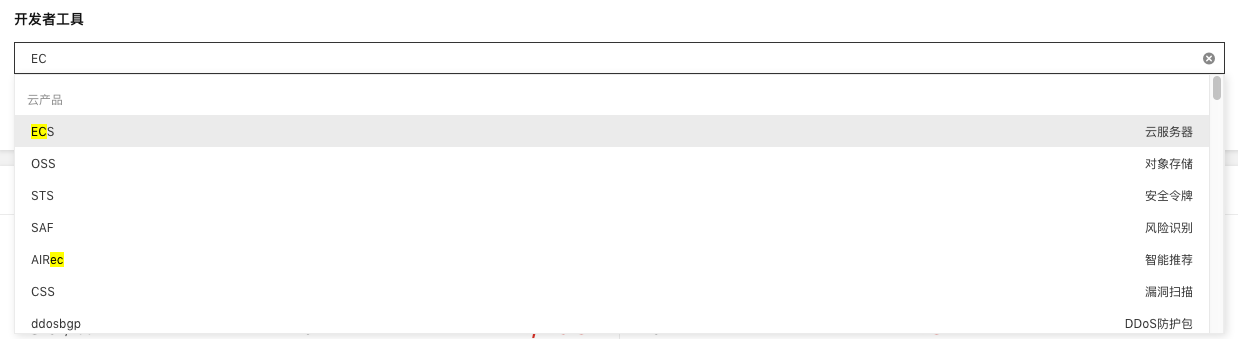 开发者工具
EC
云产品
ECS 云服务器
OSS 对象存储
STS 安全令牌
SAF 风险识别
AIRec 智能推荐
CSS 漏洞扫描
ddosbgp DDoS防护包